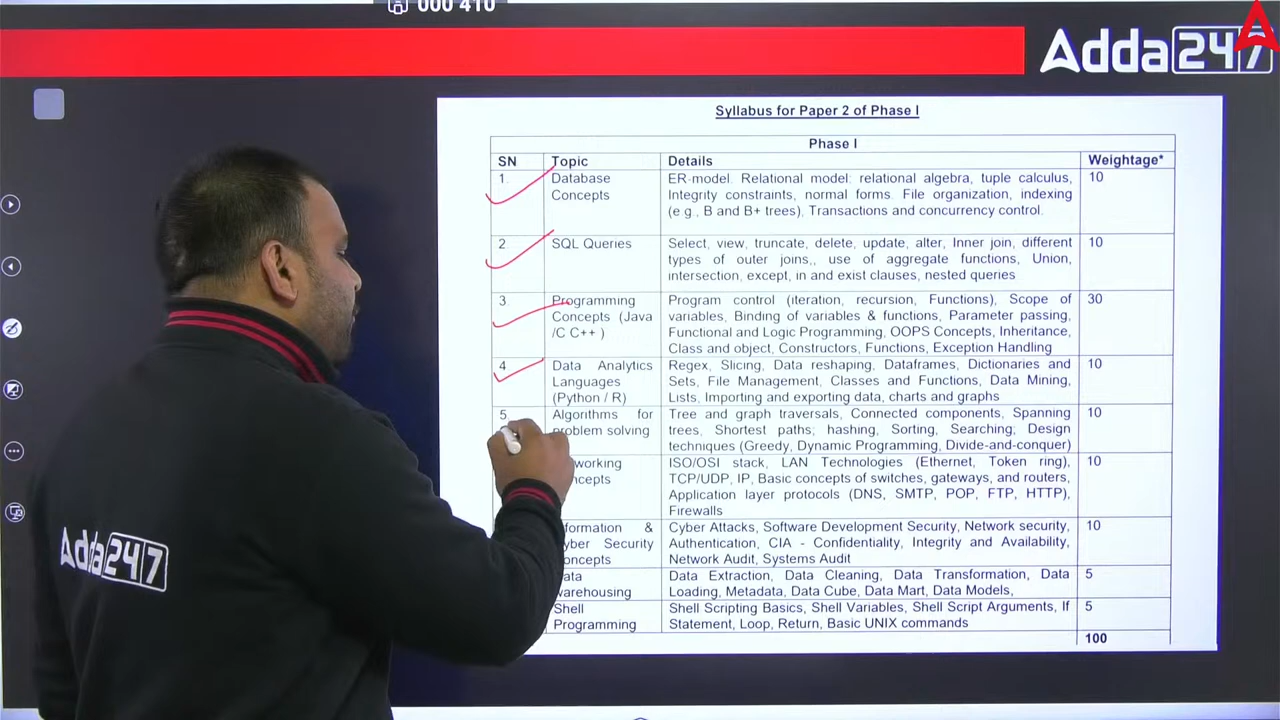 000 410
Adda247
Syllabus for Paper 2 of Phase I
Phase I
SN Topic Details Weightage*
1. Database Concepts ER-model. Relational model: relational algebra, tuple calculus, 10
Integrity constraints, normal forms. File organization, indexing
(e.g., B and B+ trees). Transactions and concurrency control.
2. SQL Queries Select, view, truncate, delete, update, alter, Inner join, different 10
types of outer joins,, use of aggregate functions, Union,
intersection, except, in and exist clauses, nested queries
3 Programming Concepts (Java /C C++ ) Program control (iteration, recursion, Functions), Scope of 30
variables, Binding of variables & functions, Parameter passing,
Functional and Logic Programming, OOPS Concepts, Inheritance,
Class and object, Constructors, Functions, Exception Handling
4 Data Analytics Languages (Python / R) Regex, Slicing, Data reshaping, Dataframes, Dictionaries and 10
Sets, File Management, Classes and Functions, Data Mining,
Lists, Importing and exporting data, charts and graphs
5. Algorithms for problem solving Tree and graph traversals, Connected components, Spanning 10
trees, Shortest paths; hashing, Sorting, Searching; Design
techniques (Greedy, Dynamic Programming, Divide-and-conquer)
ISO/OSI stack, LAN Technologies (Ethernet, Token ring), 10
TCP/UDP, IP, Basic concepts of switches, gateways, and routers,
Application layer protocols (DNS, SMTP, POP, FTP, HTTP),
Firewalls
& Security Cyber Attacks, Software Development Security, Network security, 10
Authentication, CIA - Confidentiality, Integrity and Availability,
Network Audit, Systems Audit
Data Extraction, Data Cleaning, Data Transformation, Data 5
Loading, Metadata, Data Cube, Data Mart, Data Models,
Shell Programming Shell Scripting Basics, Shell Variables, Shell Script Arguments, If 5
Statement, Loop, Return, Basic UNIX commands
100
Adda247